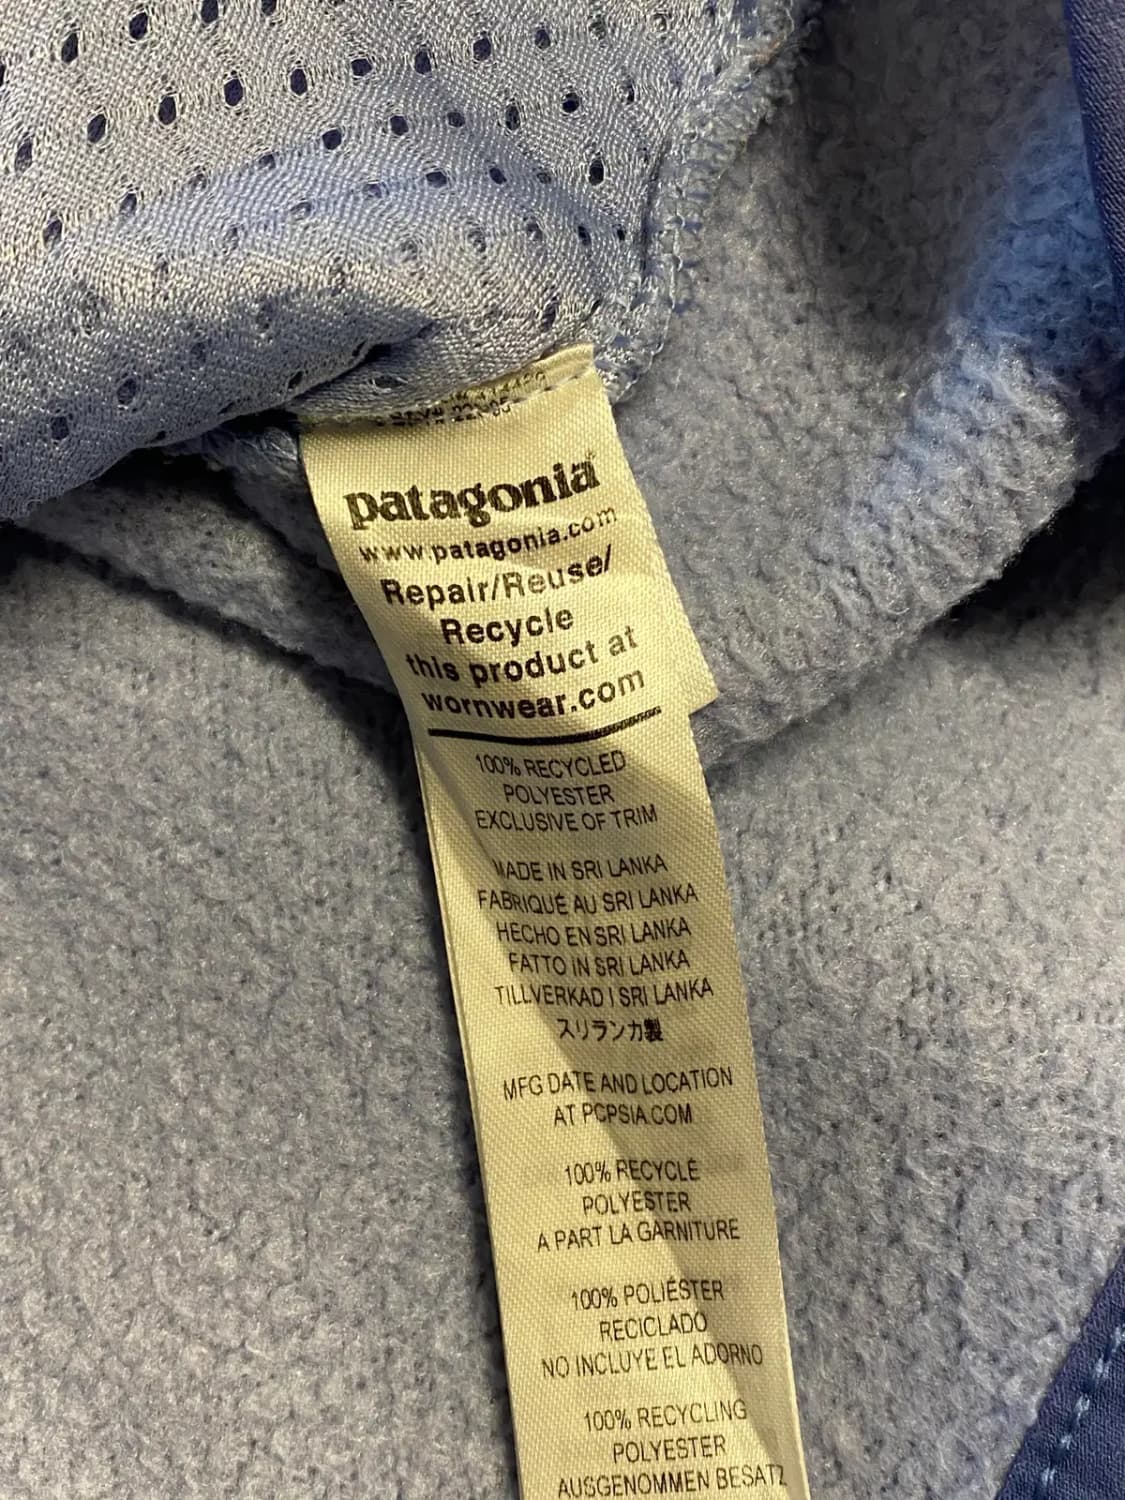 patagonia®
www.patagonia.com
Repair/Reuse/
Recycle
this product at
wornwear.com
100% RECYCLED
POLYESTER
EXCLUSIVE OF TRIM
MADE IN SRI LANKA
FABRIQUÉ AU SRI LANKA
HECHO EN SRI LANKA
FATTO IN SRI LANKA
TILLVERKAD I SRI LANKA
スリランカ製
MFG DATE AND LOCATION
AT PCPSIA.COM
100% RECYCLÉ
POLYESTER
A PART LA GARNITURE
100% POLIÉSTER
RECICLADO
NO INCLUYE EL ADORNO
100% RECYCLING
POLYESTER
AUSGENOMMEN BESATZ